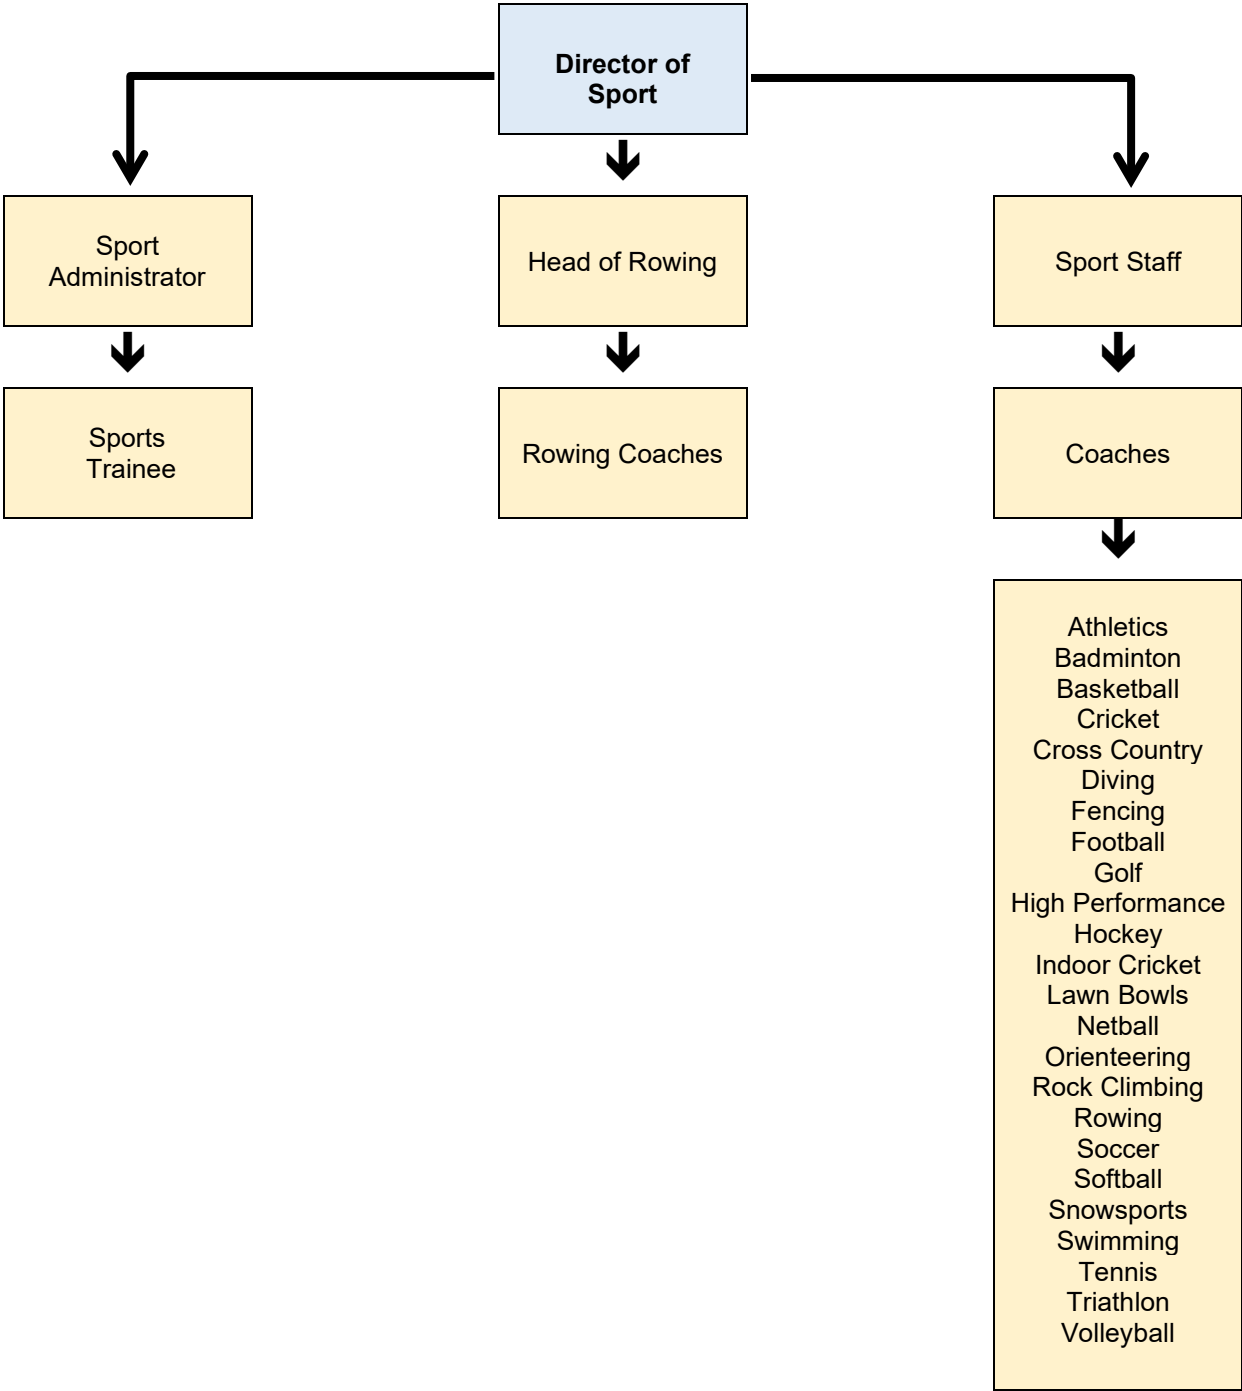 Director of
Sport
Sport
Administrator
Head of Rowing
Sport Staff
Sports
Trainee
Rowing Coaches
Coaches
Athletics
Badminton
Basketball
Cricket
Cross Country
Diving
Fencing
Football
Golf
High Performance
Hockey
Indoor Cricket
Lawn Bowls
Netball
Orienteering
Rock Climbing
Rowing
Soccer
Softball
Snowsports
Swimming
Tennis
Triathlon
Volleyball